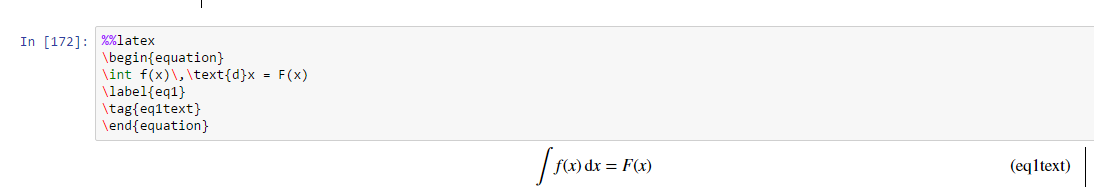 In [172]: %%latex
\begin{equation}
\int f(x)\,\text{d}x = F(x)
\label{eq1}
\tag{eq1text}
\end{equation}
∫ f(x) dx = F(x) (eq1text)